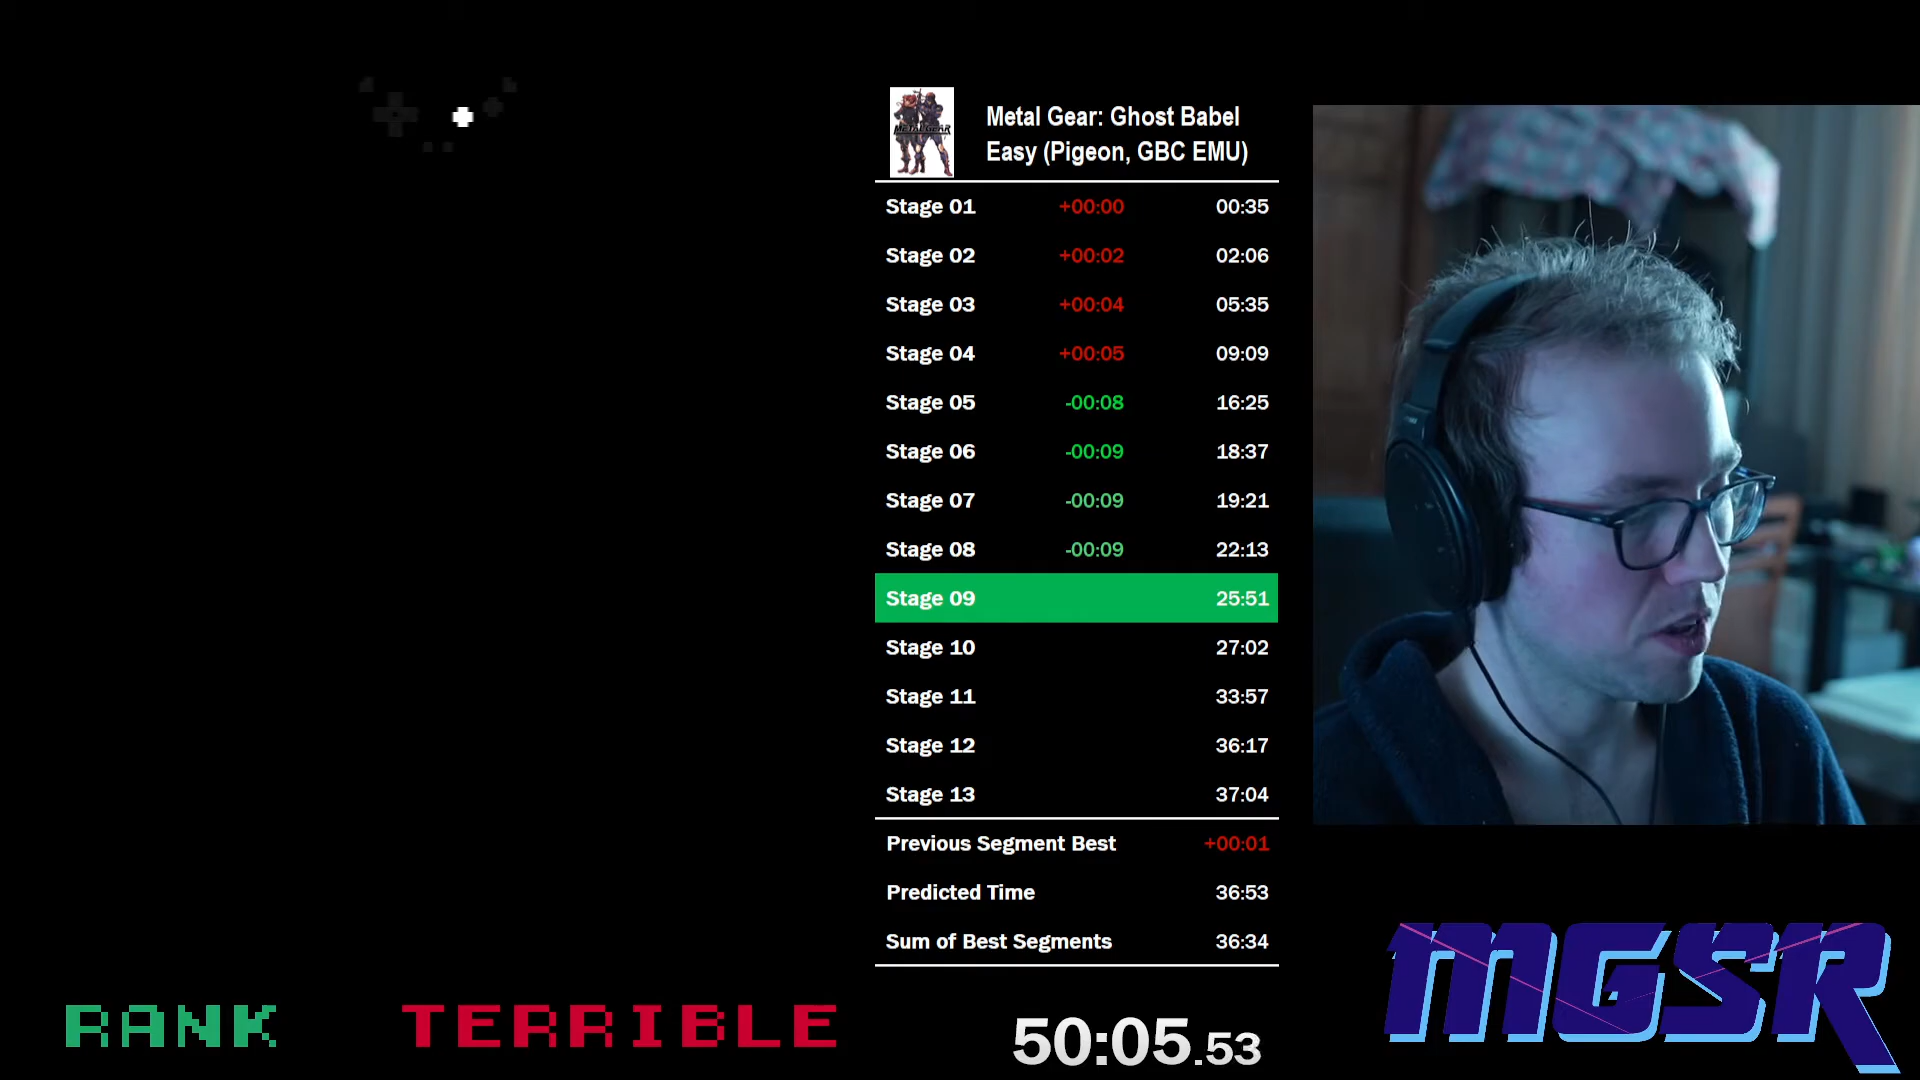 METAL GEAR
Metal Gear: Ghost Babel
Easy (Pigeon, GBC EMU)
Stage 01 +00:00 00:35
Stage 02 +00:02 02:06
Stage 03 +00:04 05:35
Stage 04 +00:05 09:09
Stage 05 -00:08 16:25
Stage 06 -00:09 18:37
Stage 07 -00:09 19:21
Stage 08 -00:09 22:13
Stage 09 25:51
Stage 10 27:02
Stage 11 33:57
Stage 12 36:17
Stage 13 37:04
Previous Segment Best +00:01
Predicted Time 36:53
Sum of Best Segments 36:34
RANK TERRIBLE
50:05.53
MGSR